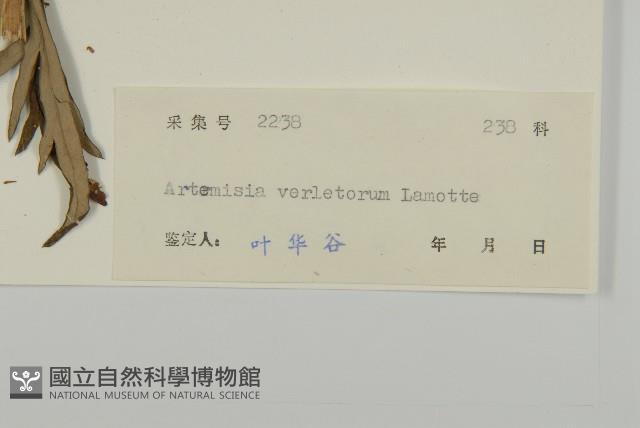 采集号 2238 238 科
Artemisia verletorum Lamotte
鉴定人: 叶华谷 年 月 日
國立自然科學博物館
NATIONAL MUSEUM OF NATURAL SCIENCE